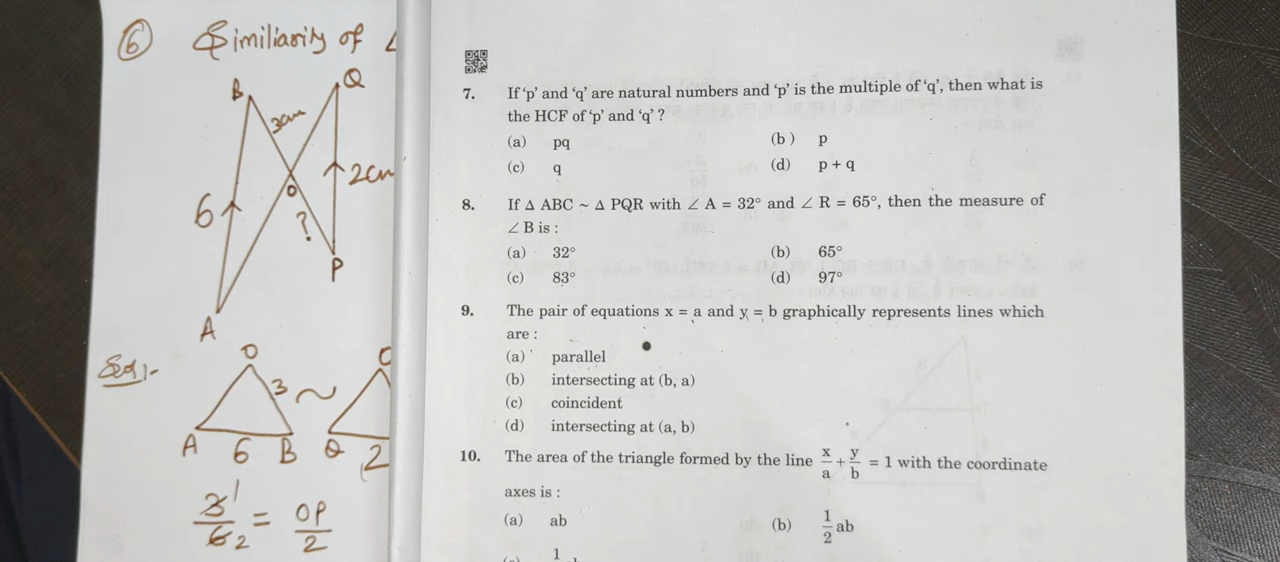 6 Similiarity of
B
Q
3cm
6
O
2cm
?
P
A
Sol:-
O
3
~
A
6
B
Q
2
3 1 / 6 2 = OP / 2
7. If 'p' and 'q' are natural numbers and 'p' is the multiple of 'q', then what is
the HCF of 'p' and 'q' ?
(a) pq (b) p
(c) q (d) p + q
8. If Δ ABC ~ Δ PQR with ∠ A = 32° and ∠ R = 65°, then the measure of
∠ B is :
(a) 32° (b) 65°
(c) 83° (d) 97°
9. The pair of equations x = a and y = b graphically represents lines which
are :
(a) parallel
(b) intersecting at (b, a)
(c) coincident
(d) intersecting at (a, b)
10. The area of the triangle formed by the line x/a + y/b = 1 with the coordinate
axes is :
(a) ab (b) 1/2 ab
1